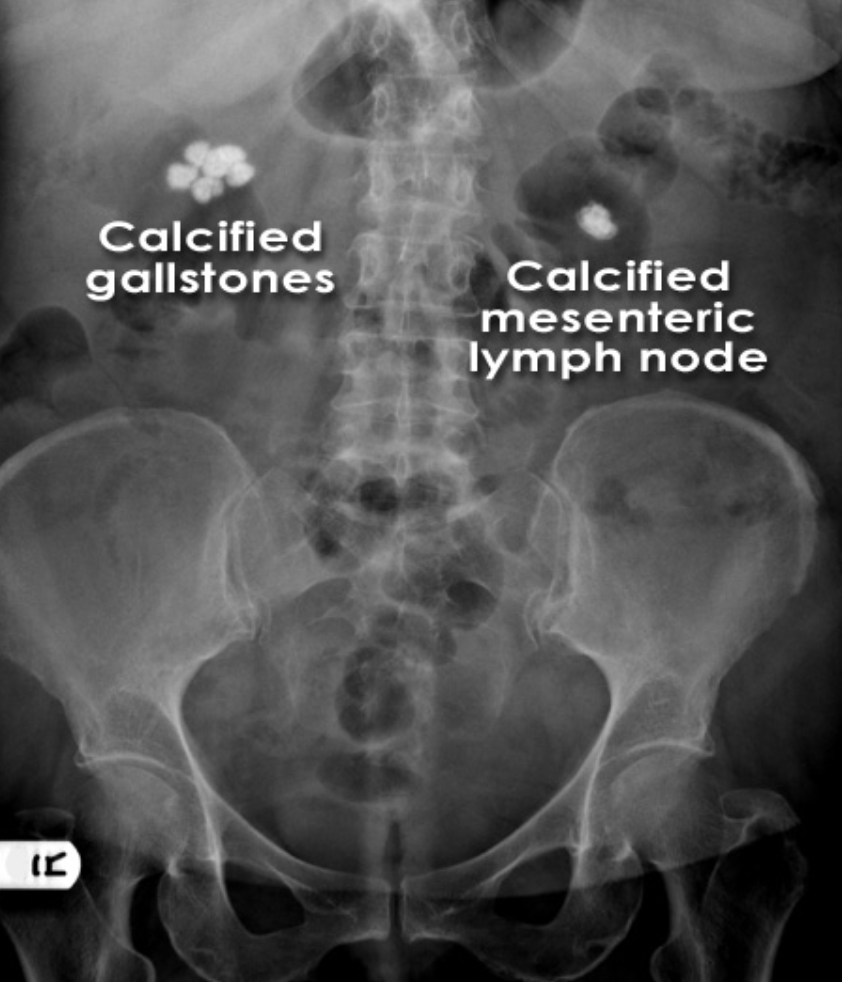 Calcified
gallstones
Calcified
mesenteric
lymph node
R